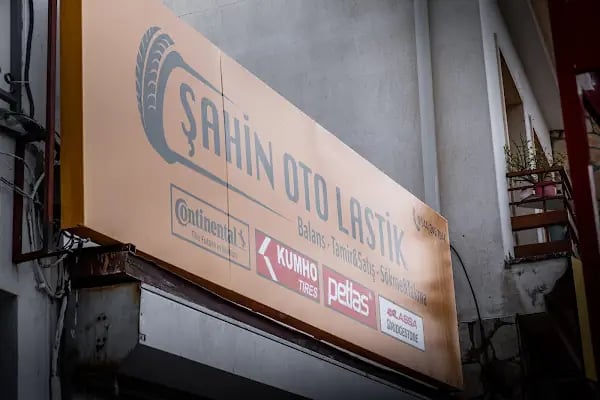 ŞAHİN OTO LASTİK
Balans - Tamir&Satış - Sökme&Takma
Continental
KUMHO
TIRES
petlas
LASSA
BRIDGESTONE